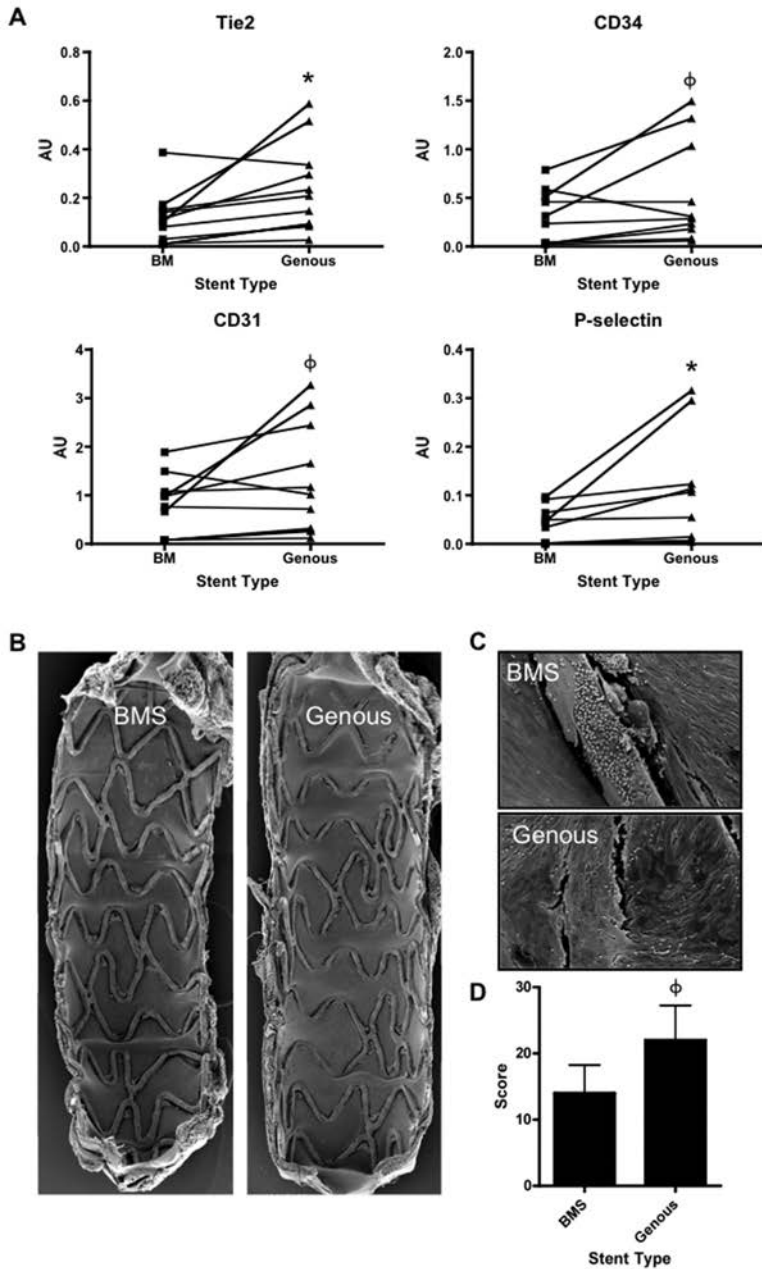 A
Tie2
0.8
0.6
0.4
0.2
0.0
AU
BM
Genous
Stent Type
*
CD34
2.0
1.5
1.0
0.5
0.0
AU
BM
Genous
Stent Type
ϕ
CD31
4
3
2
1
0
AU
BM
Genous
Stent Type
ϕ
P-selectin
0.4
0.3
0.2
0.1
0.0
AU
BM
Genous
Stent Type
*
B
BMS
Genous
C
BMS
Genous
D
30
20
10
0
Score
ϕ
BMS
Genous
Stent Type